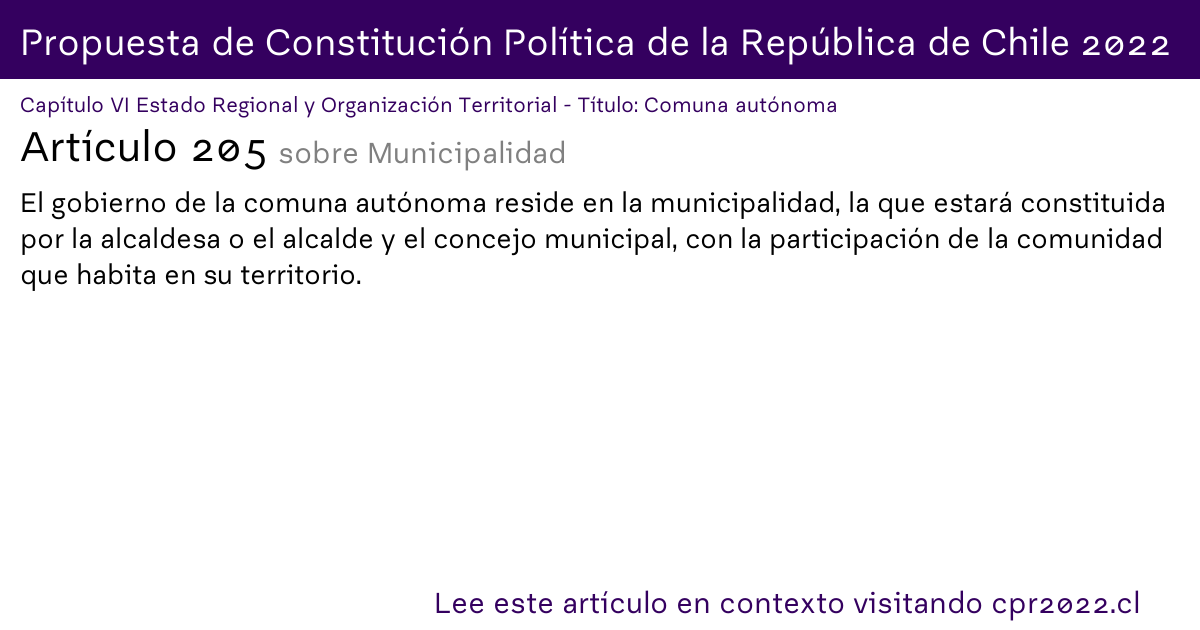 Propuesta de Constitución Política de la República de Chile 2022
Capítulo VI Estado Regional y Organización Territorial - Título: Comuna autónoma
Artículo 205 sobre Municipalidad
El gobierno de la comuna autónoma reside en la municipalidad, la que estará constituida
por la alcaldesa o el alcalde y el concejo municipal, con la participación de la comunidad
que habita en su territorio.
Lee este artículo en contexto visitando cpr2022.cl